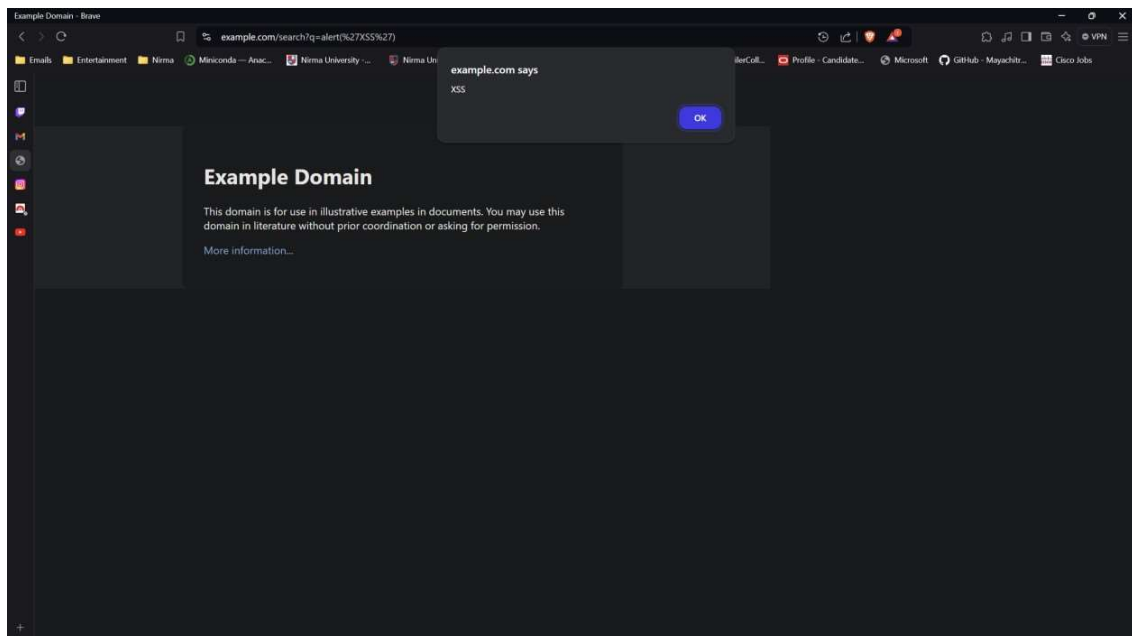 Example Domain - Brave
example.com/search?q=alert(%27XSS%27)
VPN
Emails Entertainment Nirma Miniconda — Anac... Nirma University -... Nirma Un ilerColl... Profile - Candidate... Microsoft GitHub - Mayachitr... Cisco Jobs
example.com says
XSS
OK
Example Domain
This domain is for use in illustrative examples in documents. You may use this
domain in literature without prior coordination or asking for permission.
More information...